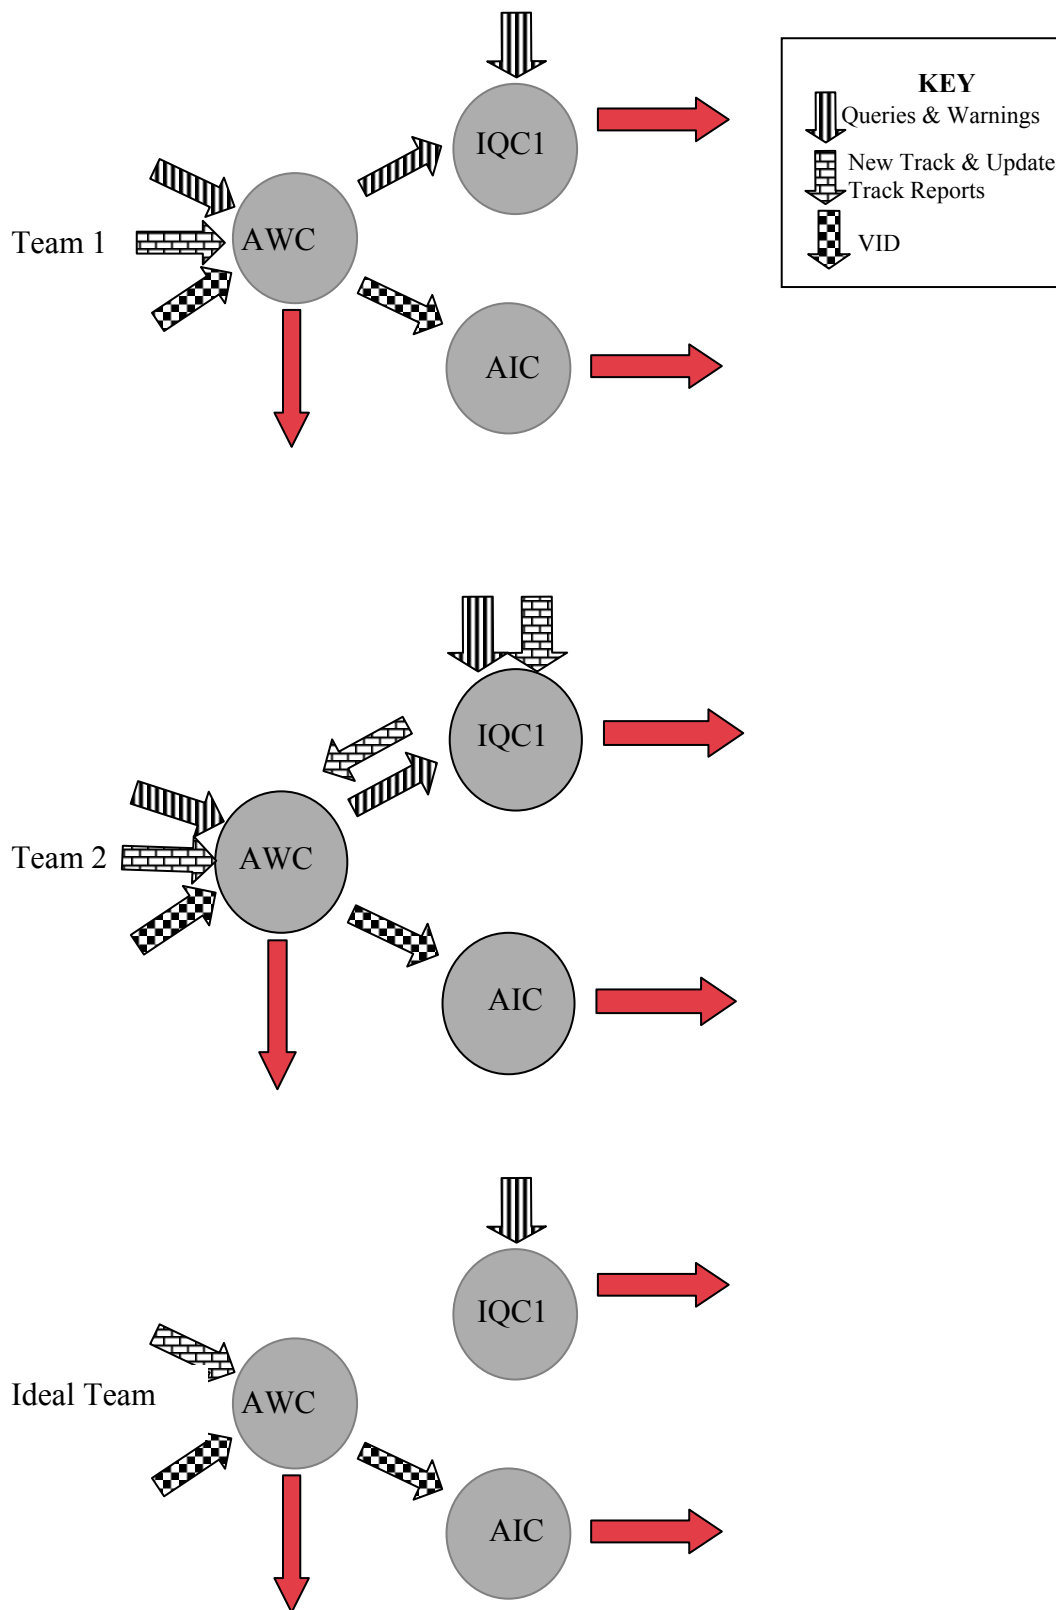 KEY
Queries & Warnings
New Track & Update
Track Reports
VID
Team 1
IQC1
AWC
AIC
Team 2
IQC1
AWC
AIC
Ideal Team
IQC1
AWC
AIC